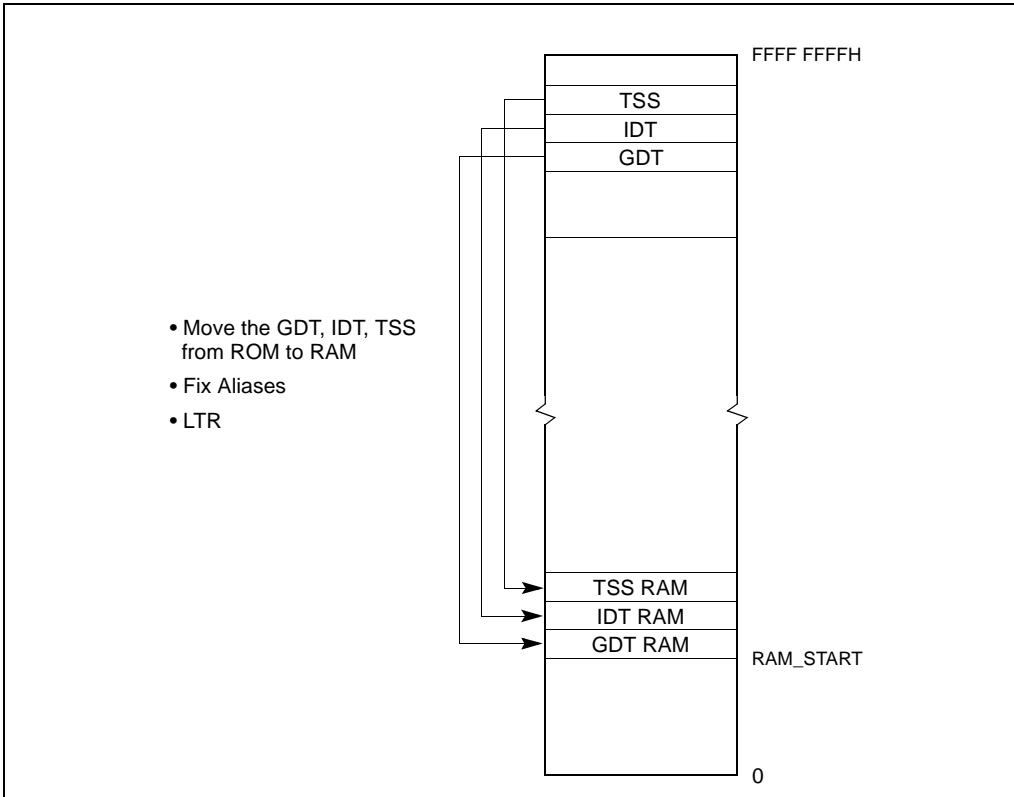 FFFF FFFFH
TSS
IDT
GDT
• Move the GDT, IDT, TSS
from ROM to RAM
• Fix Aliases
• LTR
TSS RAM
IDT RAM
GDT RAM
RAM_START
0